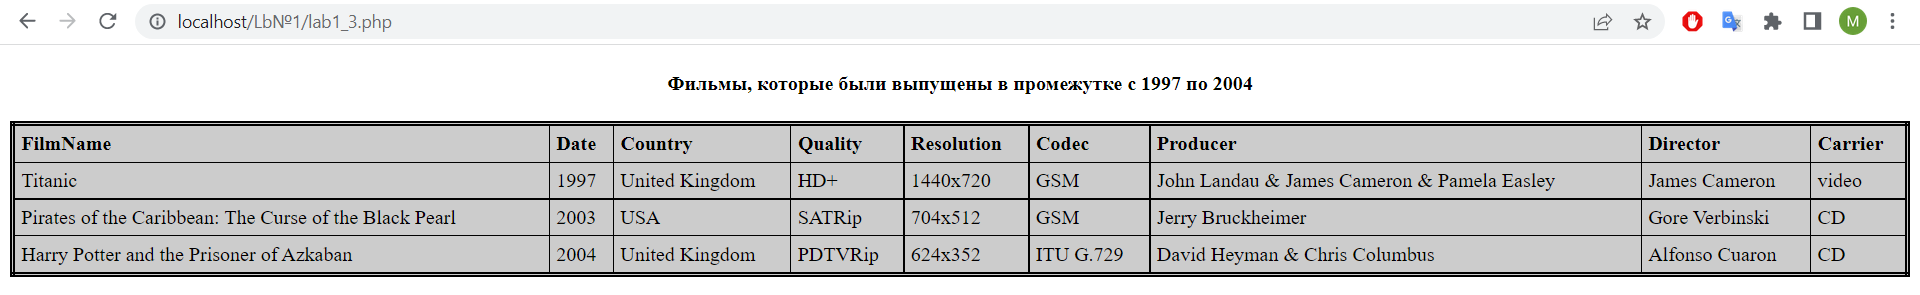 localhost/Lb№1/lab1_3.php
M
Фильмы, которые были выпущены в промежутке с 1997 по 2004
FilmName Date Country Quality Resolution Codec Producer Director Carrier
Titanic 1997 United Kingdom HD+ 1440x720 GSM John Landau & James Cameron & Pamela Easley James Cameron video
Pirates of the Caribbean: The Curse of the Black Pearl 2003 USA SATRip 704x512 GSM Jerry Bruckheimer Gore Verbinski CD
Harry Potter and the Prisoner of Azkaban 2004 United Kingdom PDTVRip 624x352 ITU G.729 David Heyman & Chris Columbus Alfonso Cuaron CD